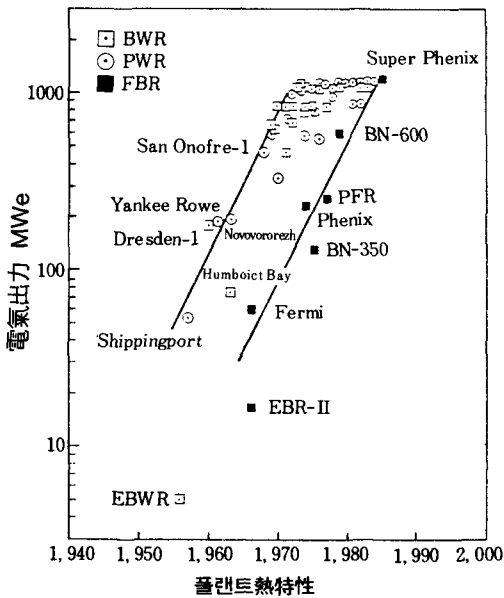 BWR
PWR
FBR
Super Phenix
1000
BN-600
San Onofre-1
PFR
Yankee Rowe
Phenix
Novovororezh
Dresden-1
BN-350
100
Humboict Bay
Fermi
Shippingport
EBR-II
10
EBWR
電氣出力 MWe
1,940 1,950 1,960 1,970 1,980 1,990 2,000
플랜트熱特性